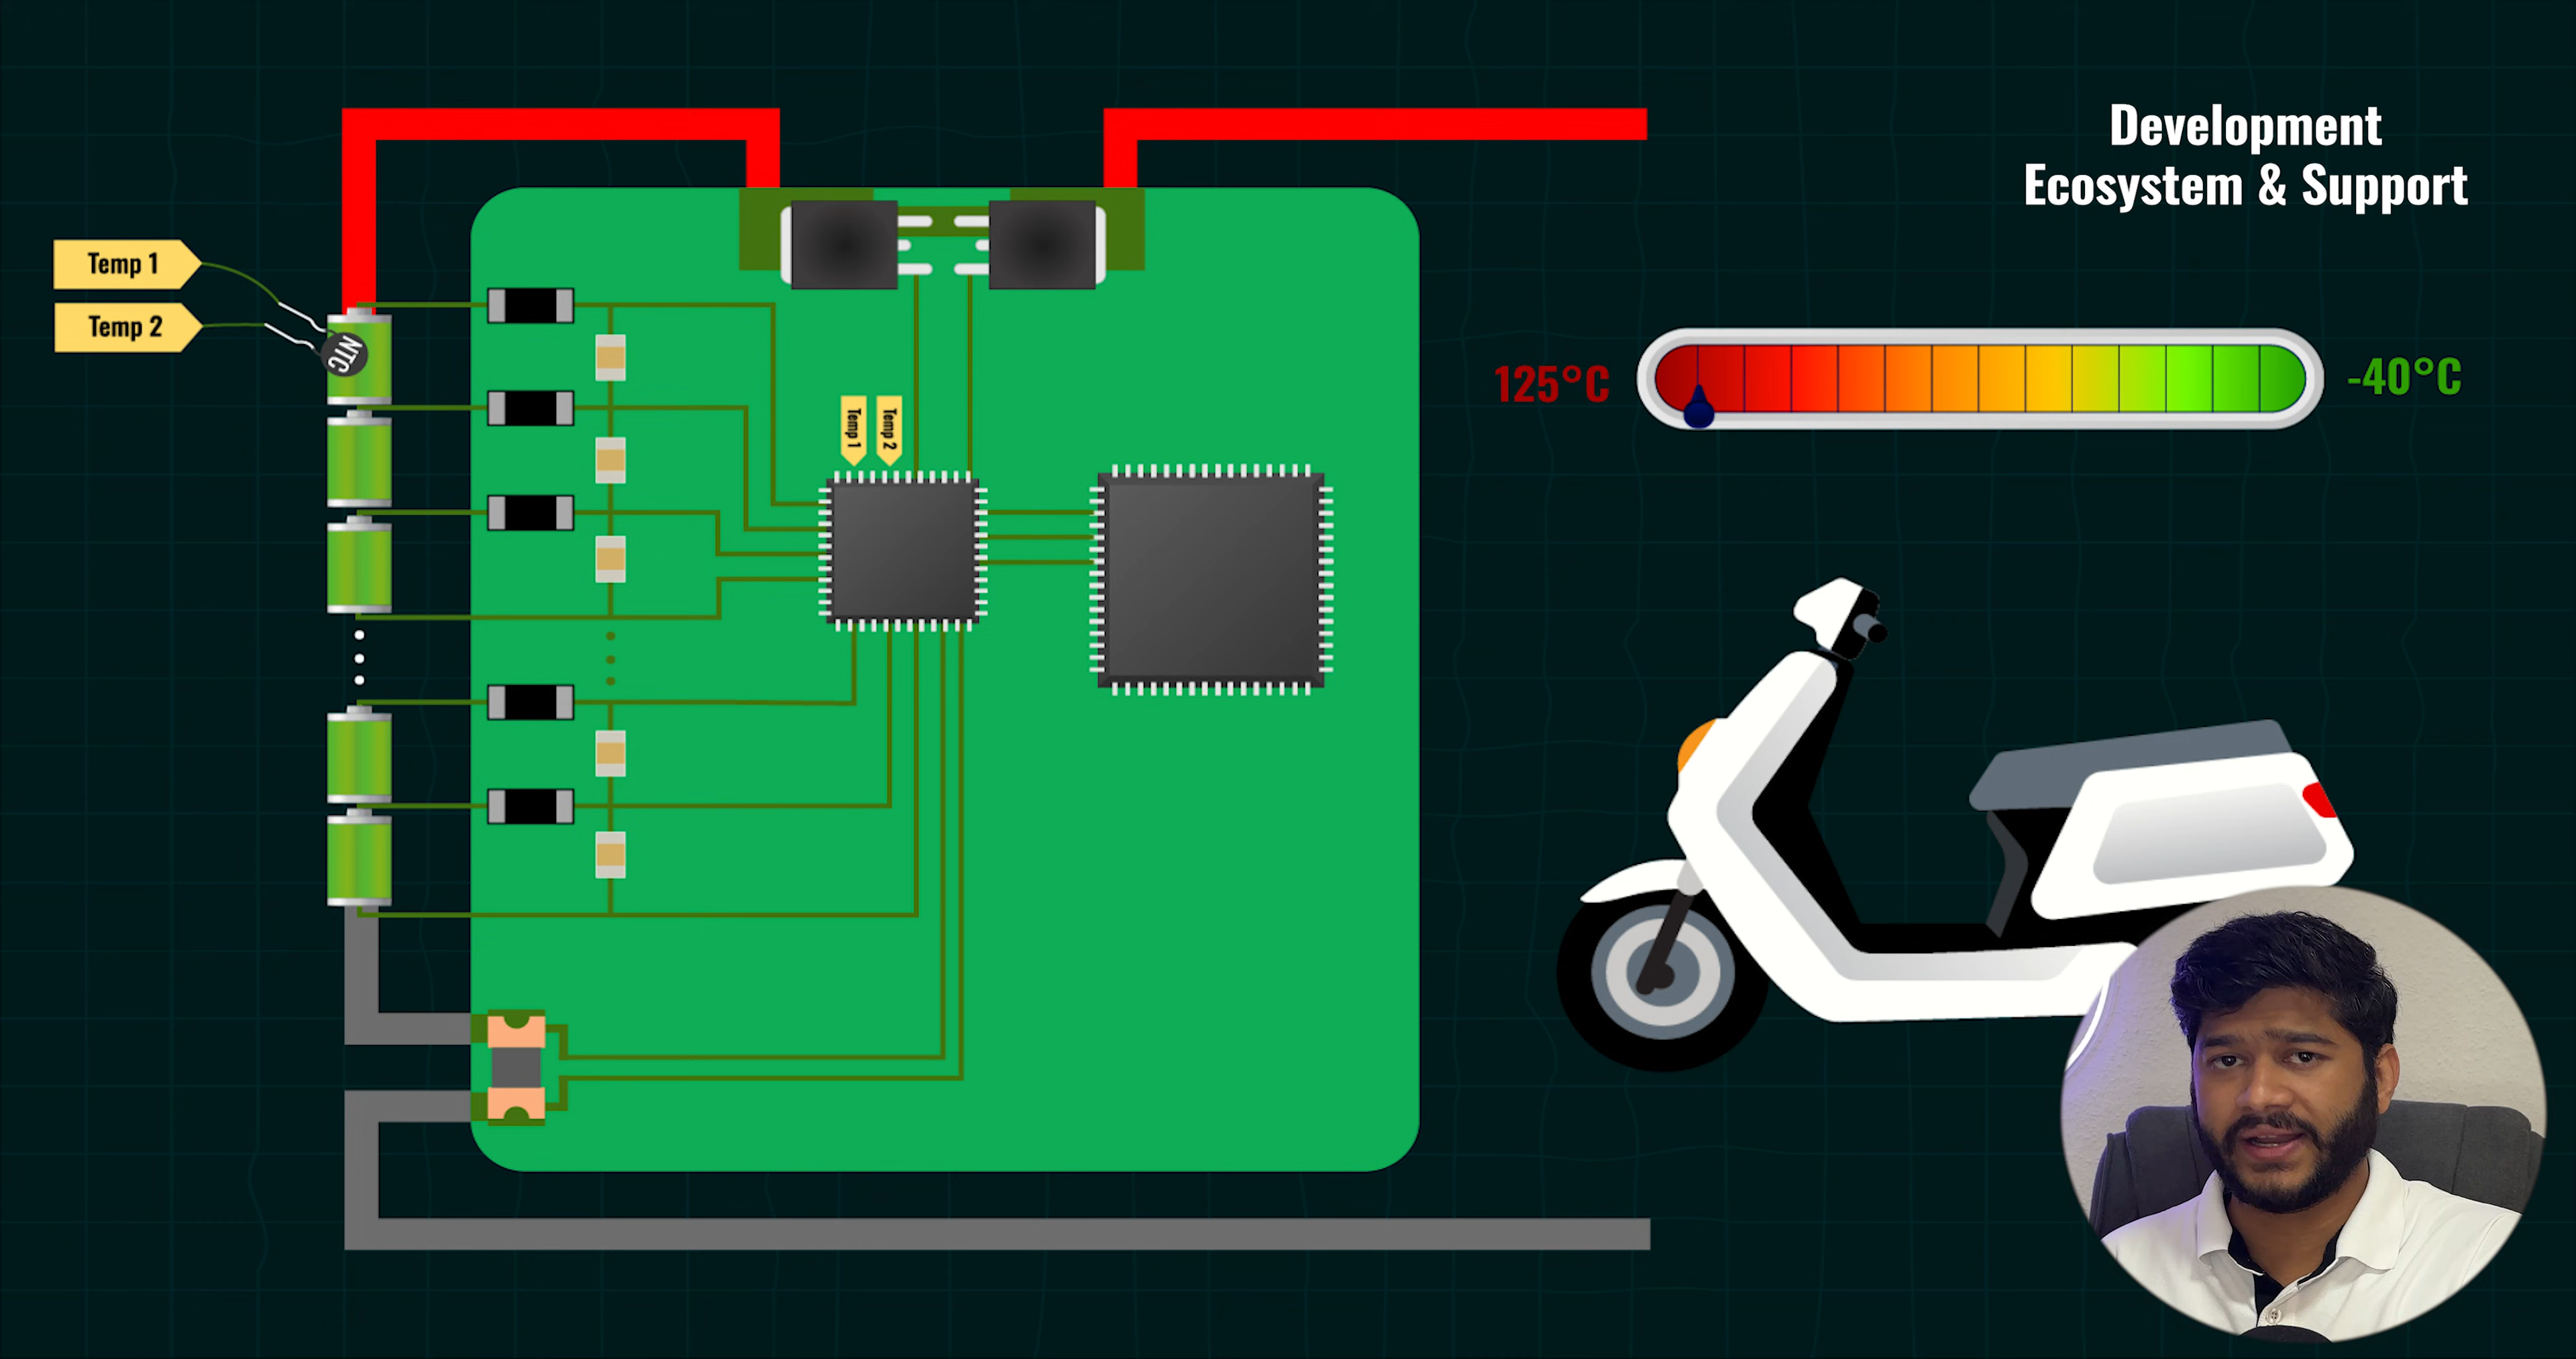 Development
Ecosystem & Support
Temp 1
Temp 2
NTC
125°C
-40°C
Temp 1
Temp 2